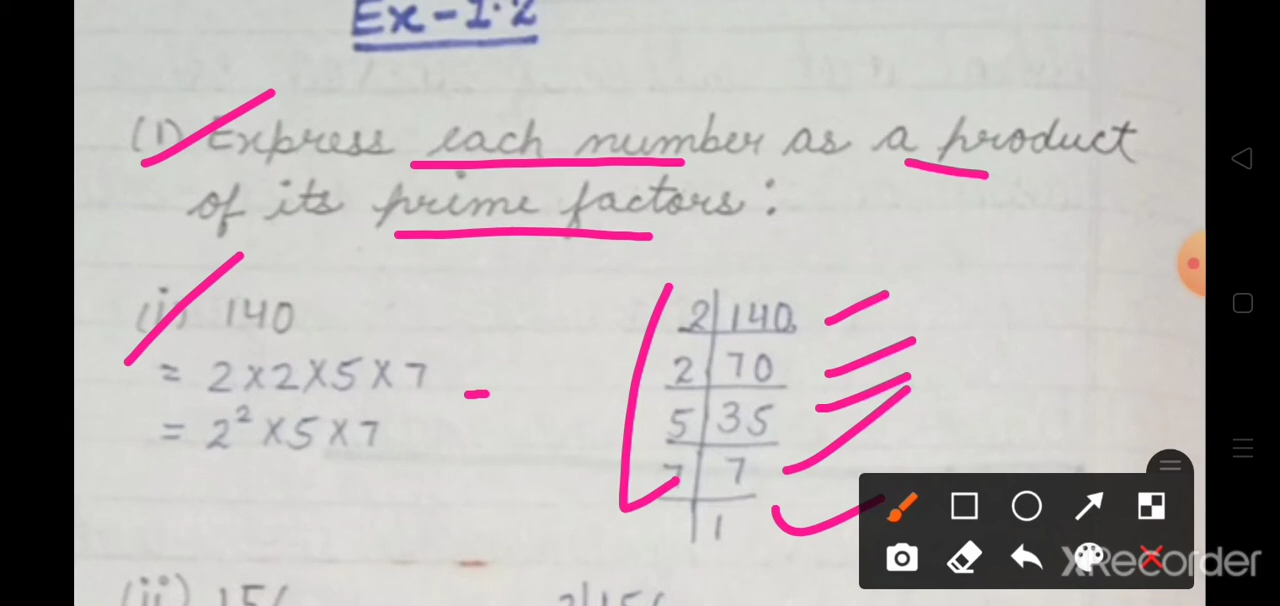 Ex-1.2
(1) Express each number as a product
of its prime factors:
(i) 140
= 2×2×5×7
= 2²×5×7
2|140
2|70
5|35
7|7
|1
(ii)
XRecorder